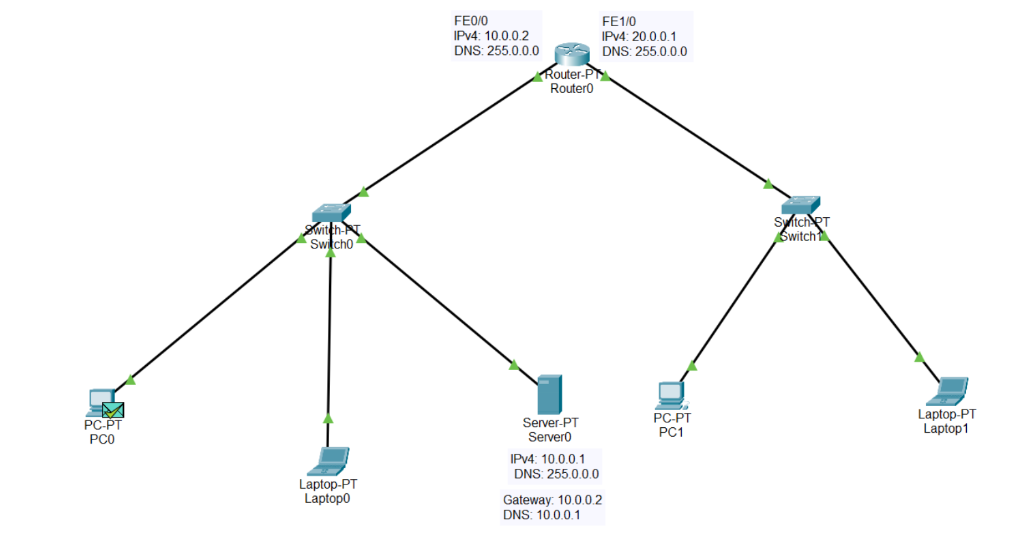 FE0/0
IPv4: 10.0.0.2
DNS: 255.0.0.0
FE1/0
IPv4: 20.0.0.1
DNS: 255.0.0.0
Router-PT
Router0
Switch-PT
Switch0
Switch-PT
Switch1
PC-PT
PC0
Laptop-PT
Laptop0
Server-PT
Server0
IPv4: 10.0.0.1
DNS: 255.0.0.0
Gateway: 10.0.0.2
DNS: 10.0.0.1
PC-PT
PC1
Laptop-PT
Laptop1